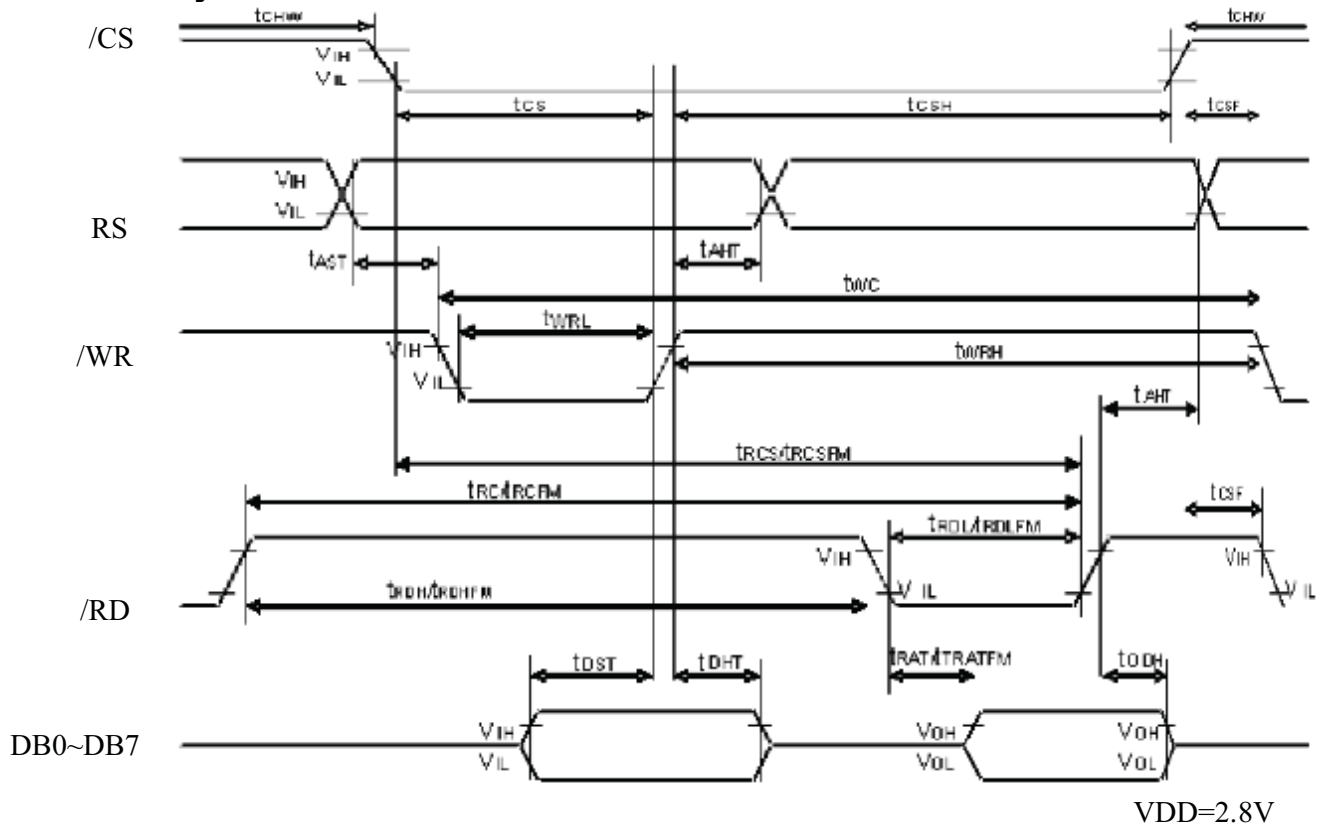 tCHW tCHW
/CS
VIH
VIL
tCS tCSH tCSF
VIH
VIL
RS
tAST tAHT
tWC
tWRL
/WR VIH
VIL
tWRH
tAHT
tRCS/tRCSFM
tRC/tRCFM
tCSF
tRDL/tRDLFM
VIH VIH
tRDH/tRDHFM
/RD VIL VIL
tDST tDHT tRAT/tTRATFM tODH
VIH VOH VOH
DB0~DB7
VIL VOL VOL
VDD=2.8V